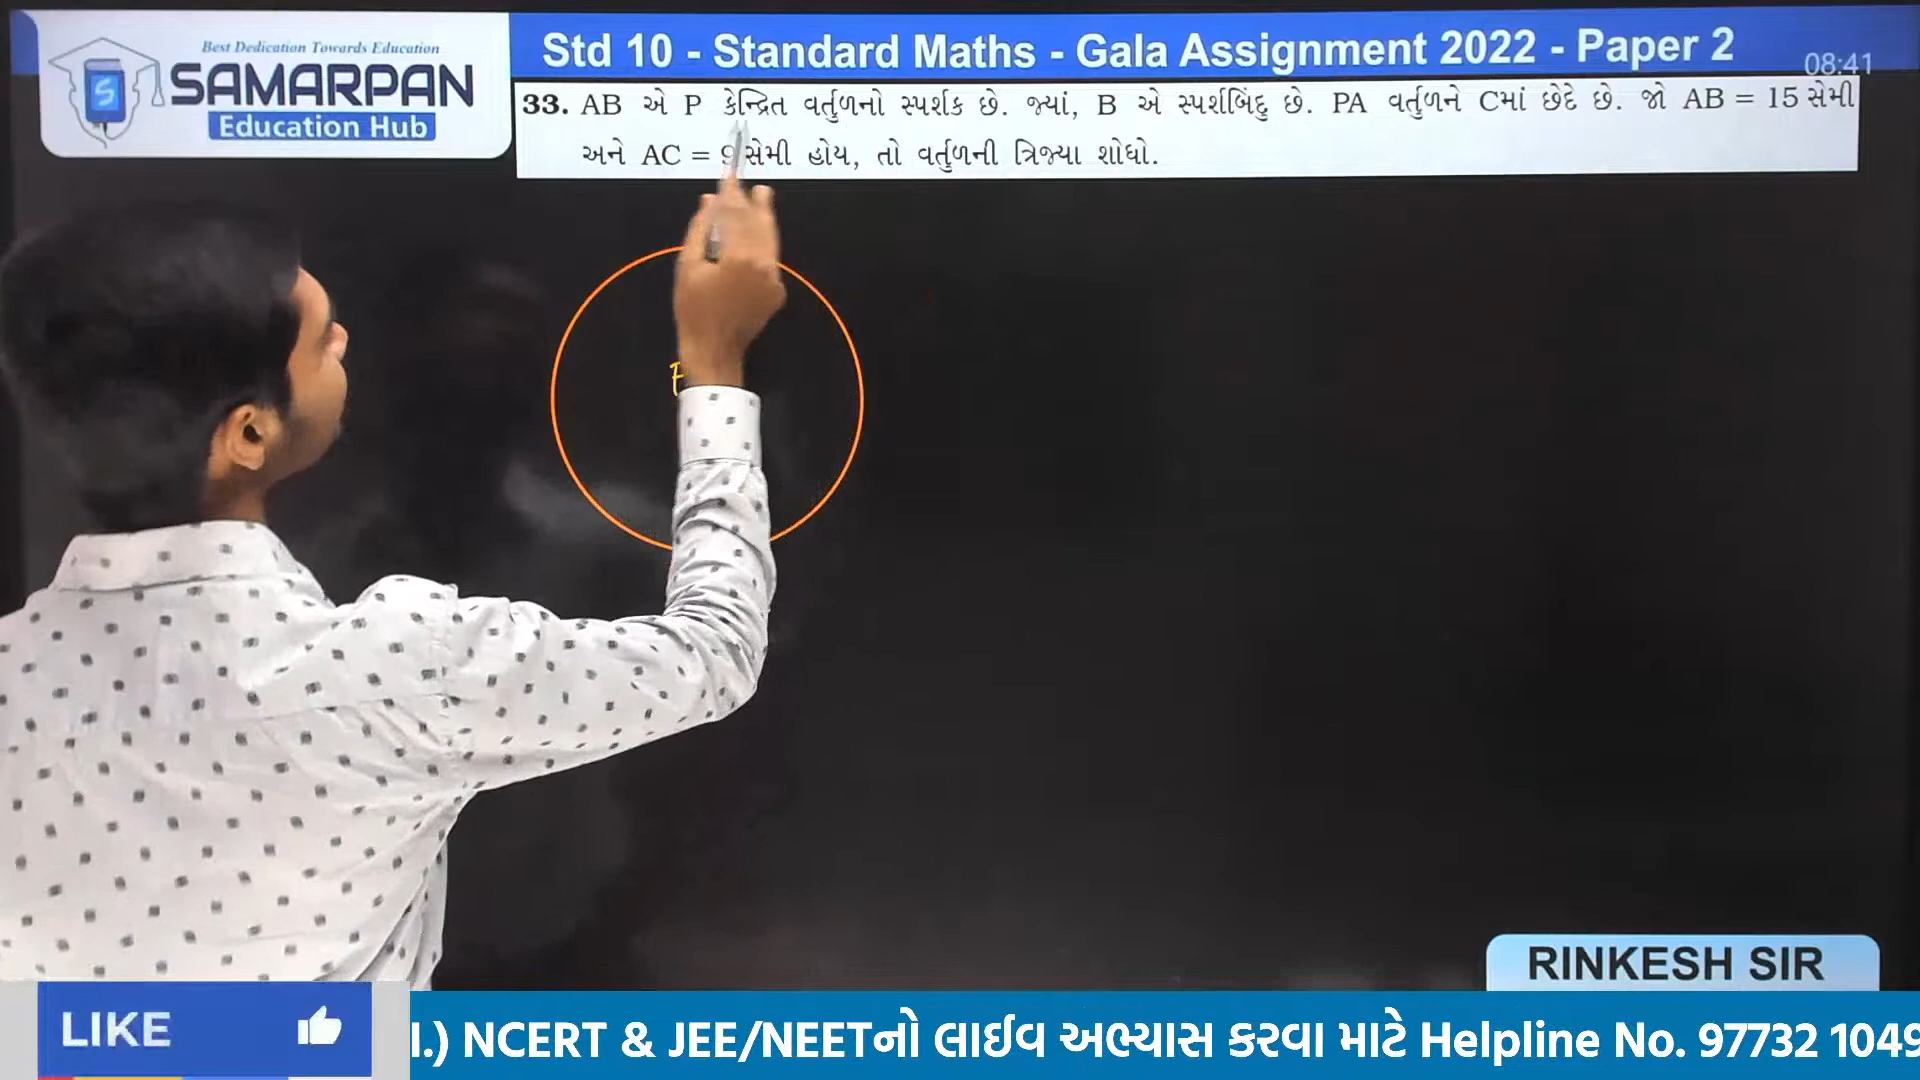 Best Dedication Towards Education
SAMARPAN
Education Hub
Std 10 - Standard Maths - Gala Assignment 2022 - Paper 2
08:41
33. AB એ P કેન્દ્રિત વર્તુળનો સ્પર્શક છે. જ્યાં, B એ સ્પર્શબિંદુ છે. PA વર્તુળને Cમાં છેદે છે. જો AB = 15 સેમી
અને AC = 9 સેમી હોય, તો વર્તુળની ત્રિજ્યા શોધો.
RINKESH SIR
LIKE
I.) NCERT & JEE/NEETનો લાઈવ અભ્યાસ કરવા માટે Helpline No. 97732 1049